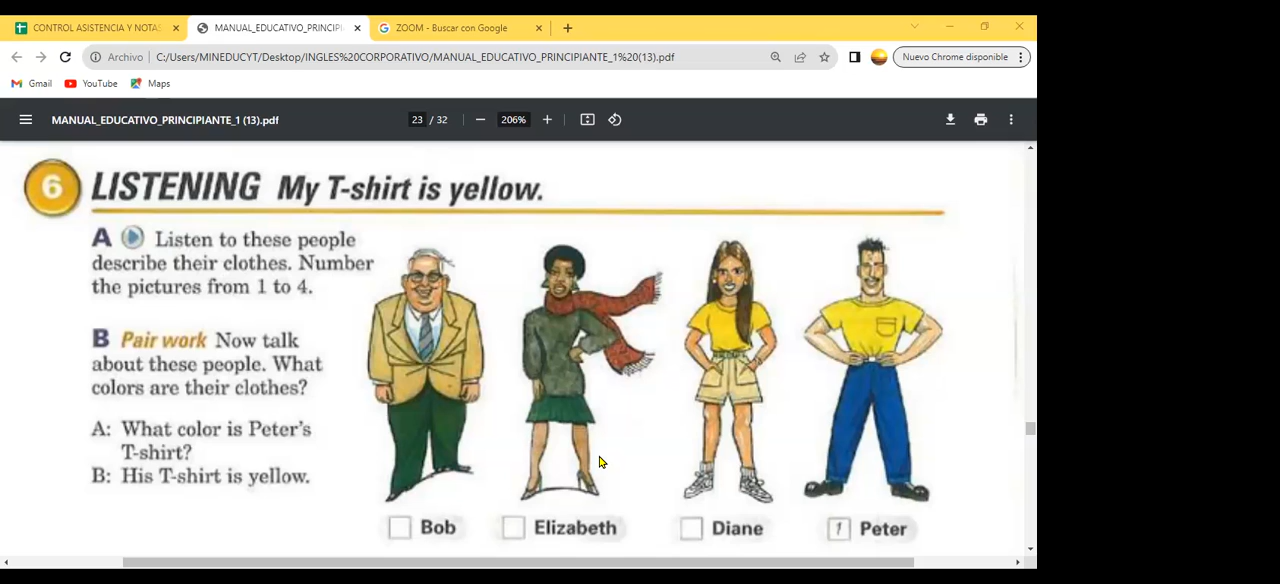 CONTROL ASISTENCIA Y NOTAS
MANUAL_EDUCATIVO_PRINCIPI
ZOOM - Buscar con Google
Archivo
C:/Users/MINEDUCYT/Desktop/INGLES%20CORPORATIVO/MANUAL_EDUCATIVO_PRINCIPIANTE_1%20(13).pdf
Nuevo Chrome disponible
Gmail YouTube Maps
MANUAL_EDUCATIVO_PRINCIPIANTE_1 (13).pdf
23 / 32
206%
6 LISTENING My T-shirt is yellow.
A Listen to these people
describe their clothes. Number
the pictures from 1 to 4.
B Pair work Now talk
about these people. What
colors are their clothes?
A: What color is Peter's
T-shirt?
B: His T-shirt is yellow.
Bob
Elizabeth
Diane
1 Peter